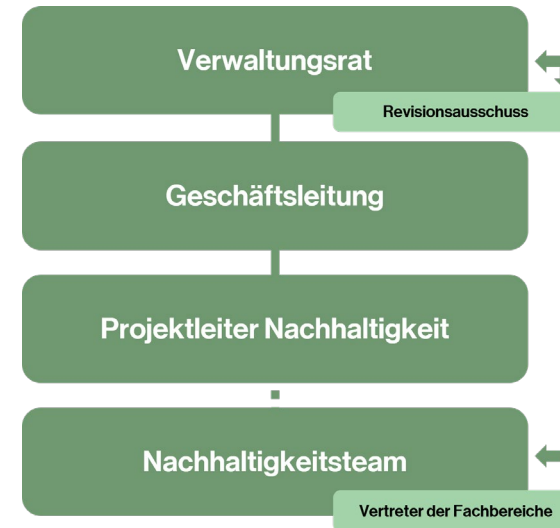 Verwaltungsrat
Revisionsausschuss
Geschäftsleitung
Projektleiter Nachhaltigkeit
Nachhaltigkeitsteam
Vertreter der Fachbereiche